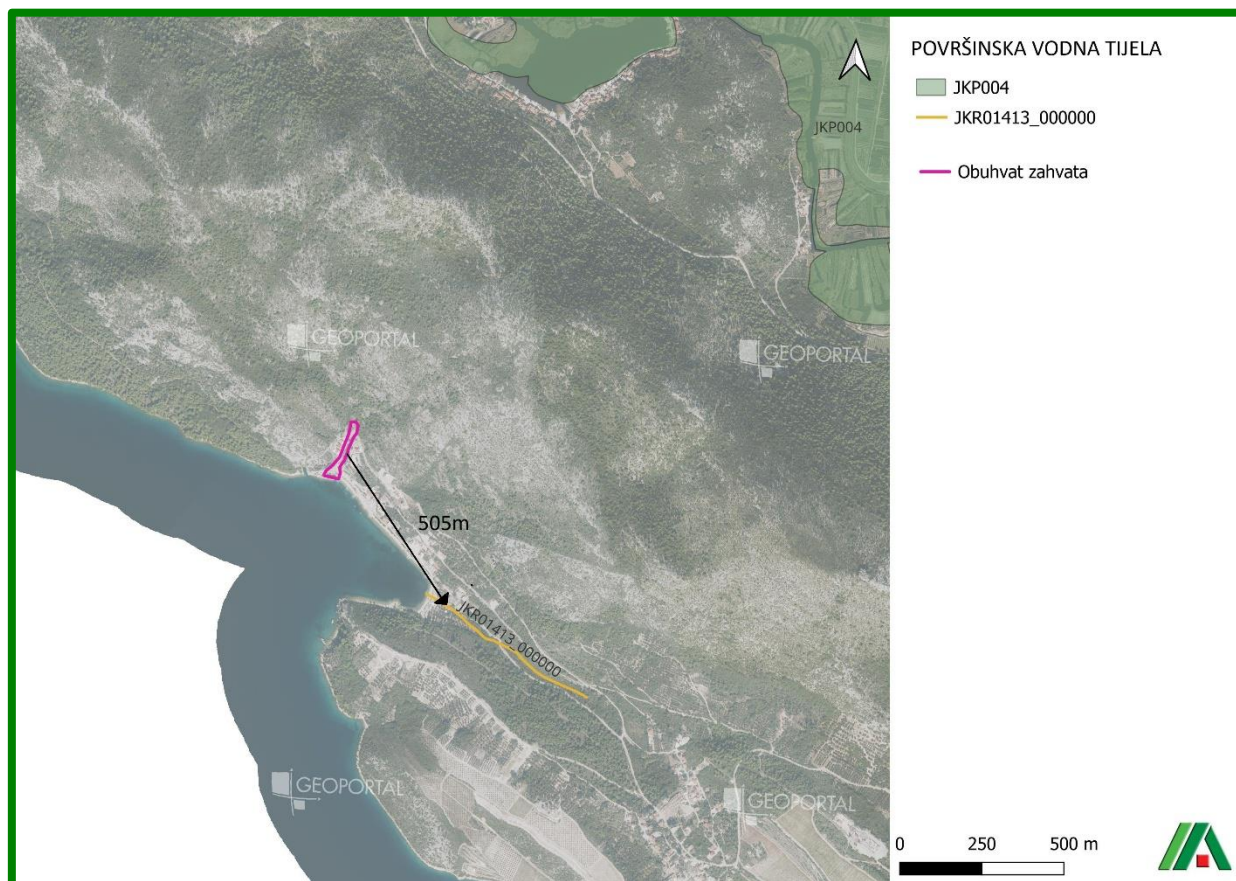 POVRŠINSKA VODNA TIJELA
JKP004
JKR01413_000000
Obuhvat zahvata
JKP004
GEOPORTAL
GEOPORTAL
505m
JKR01413_000000
GEOPORTAL
GEOPORTAL
0 250 500 m